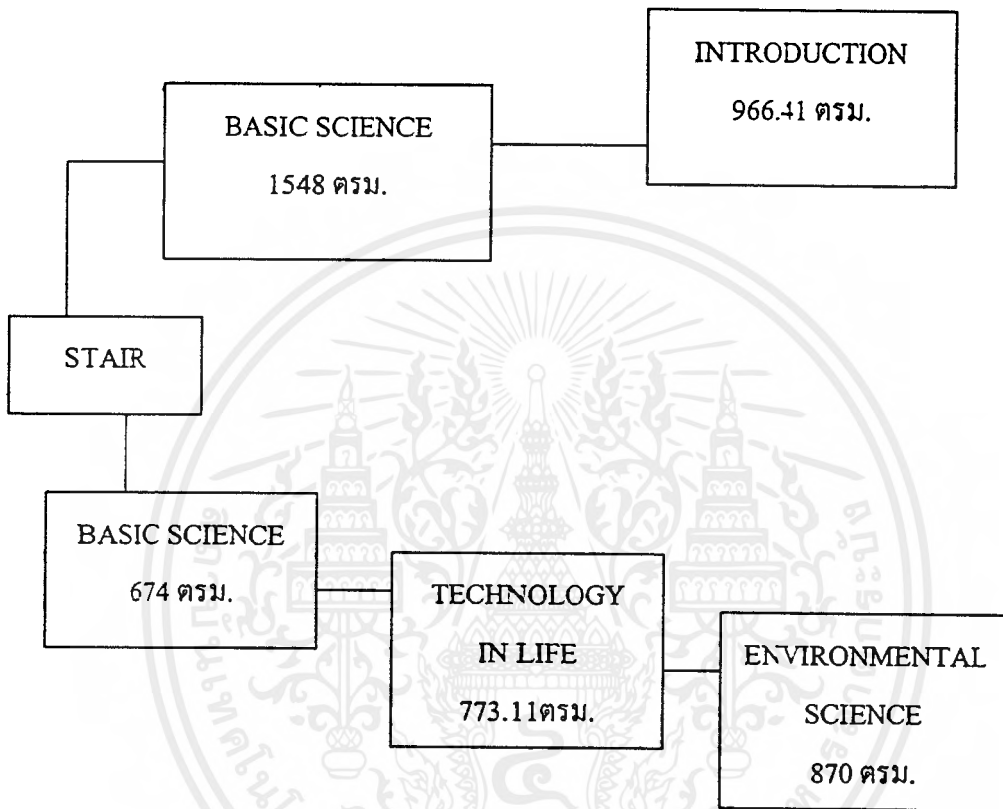 INTRODUCTION
966.41 ตรม.
BASIC SCIENCE
1548 ตรม.
STAIR
BASIC SCIENCE
674 ตรม.
TECHNOLOGY
IN LIFE
773.11ตรม.
ENVIRONMENTAL
SCIENCE
870 ตรม.